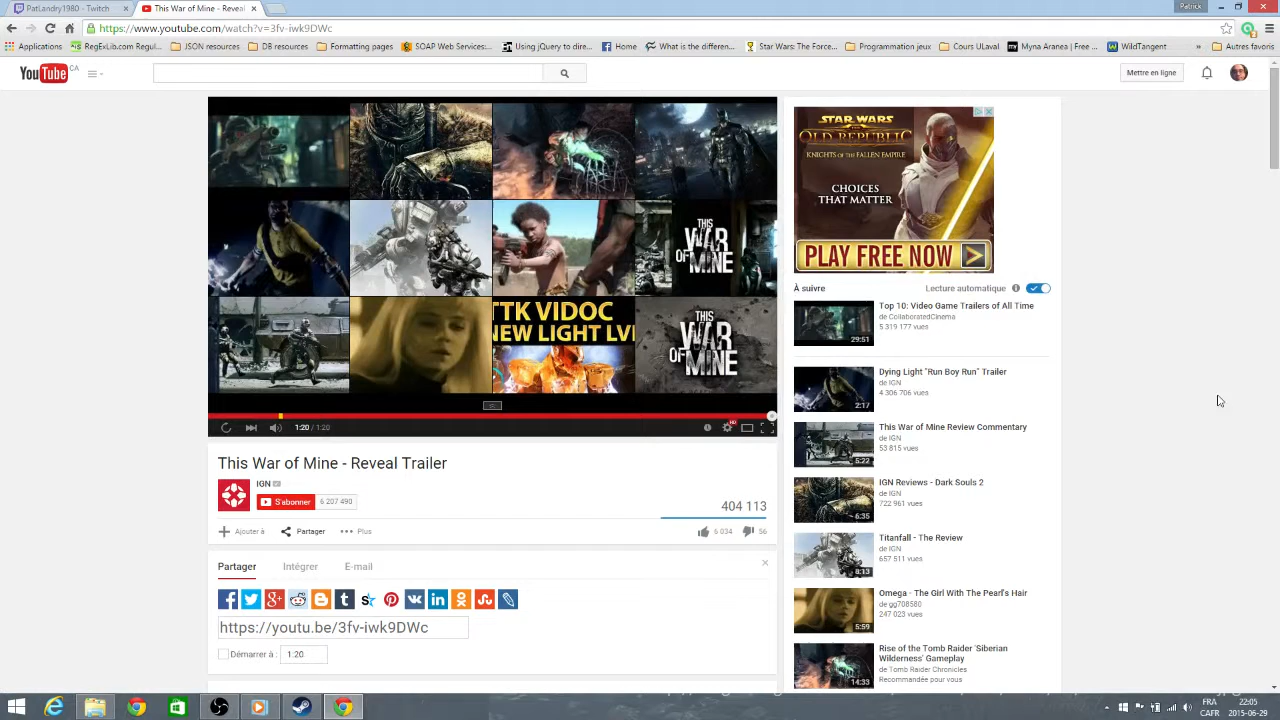 PatLandry1980 - Twitch
This War of Mine - Reveal
Patrick
https://www.youtube.com/watch?v=3fv-iwk9DWc
Applications
RegExLib.com Regul...
JSON resources
Other resources
Formating pages
SOAP Web Services...
Using jQuery to dire...
Home
What is the differen...
Star Wars: The Force...
Programmation
Cours ULaval
my
Myna Aranea | Free ...
WildTangent
»
Autres favoris
YouTube CA
Mettre en ligne
THIS
WAR
OF MINE
TTK VIDOC
NEW LIGHT LVL
THIS
WAR
OF MINE
1:20 / 1:20
HD
This War of Mine - Reveal Trailer
IGN
S'abonner
6 207 490
404 113
Ajouter à
Partager
Plus
6 034
56
Partager
Intégrer
E-mail
https://youtu.be/3fv-iwk9DWc
Démarrer à :
1:20
STAR WARS
THE
OLD REPUBLIC
KNIGHTS OF THE FALLEN EMPIRE
CHOICES
THAT MATTER
PLAY FREE NOW
À suivre
Lecture automatique
Top 10: Video Game Trailers of All Time
de CollaboratedCinema
5 319 177 vues
29:51
Dying Light "Run Boy Run" Trailer
de IGN
4 306 706 vues
2:17
This War of Mine Review Commentary
de IGN
53 815 vues
5:22
IGN Reviews - Dark Souls 2
de IGN
722 961 vues
6:35
Titanfall - The Review
de IGN
657 511 vues
8:13
Omega - The Girl With The Pearl's Hair
de gg708580
247 023 vues
5:59
Rise of the Tomb Raider 'Siberian
Wilderness' Gameplay
de Tomb Raider Chronicles
Recommandée pour vous
14:33
FRA
CAFR
22:05
2015-06-29